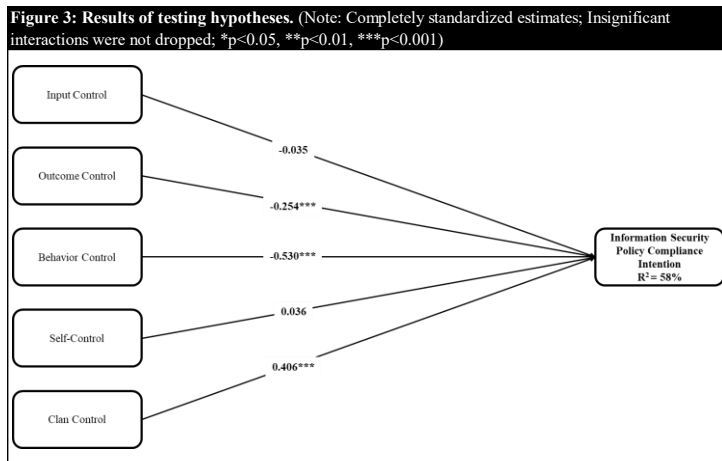 Figure 3: Results of testing hypotheses. (Note: Completely standardized estimates; Insignificant
interactions were not dropped; *p<0.05, **p<0.01, ***p<0.001)
Input Control
-0.035
Outcome Control
-0.254***
Behavior Control
-0.530***
Information Security
Policy Compliance
Intention
R² = 58%
0.036
Self-Control
0.406***
Clan Control